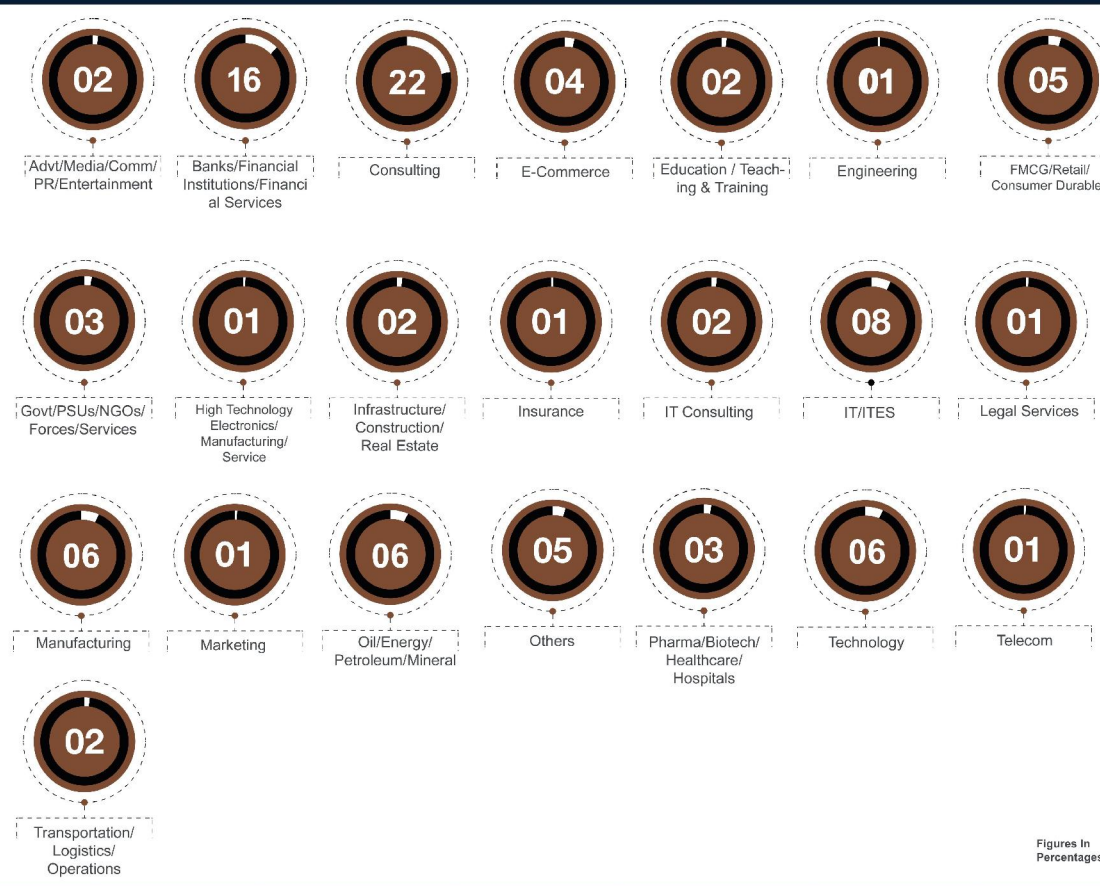 02
16
22
04
02
01
05
Advt/Media/Comm/
PR/Entertainment
Banks/Financial
Institutions/Financi
al Services
Consulting
E-Commerce
Education / Teach-
ing & Training
Engineering
FMCG/Retail/
Consumer Durable
03
01
02
01
02
08
01
Govt/PSUs/NGOs/
Forces/Services
High Technology
Electronics/
Manufacturing/
Service
Infrastructure/
Construction/
Real Estate
Insurance
IT Consulting
IT/ITES
Legal Services
06
01
06
05
03
06
01
Manufacturing
Marketing
Oil/Energy/
Petroleum/Mineral
Others
Pharma/Biotech/
Healthcare/
Hospitals
Technology
Telecom
02
Transportation/
Logistics/
Operations
Figures In
Percentages